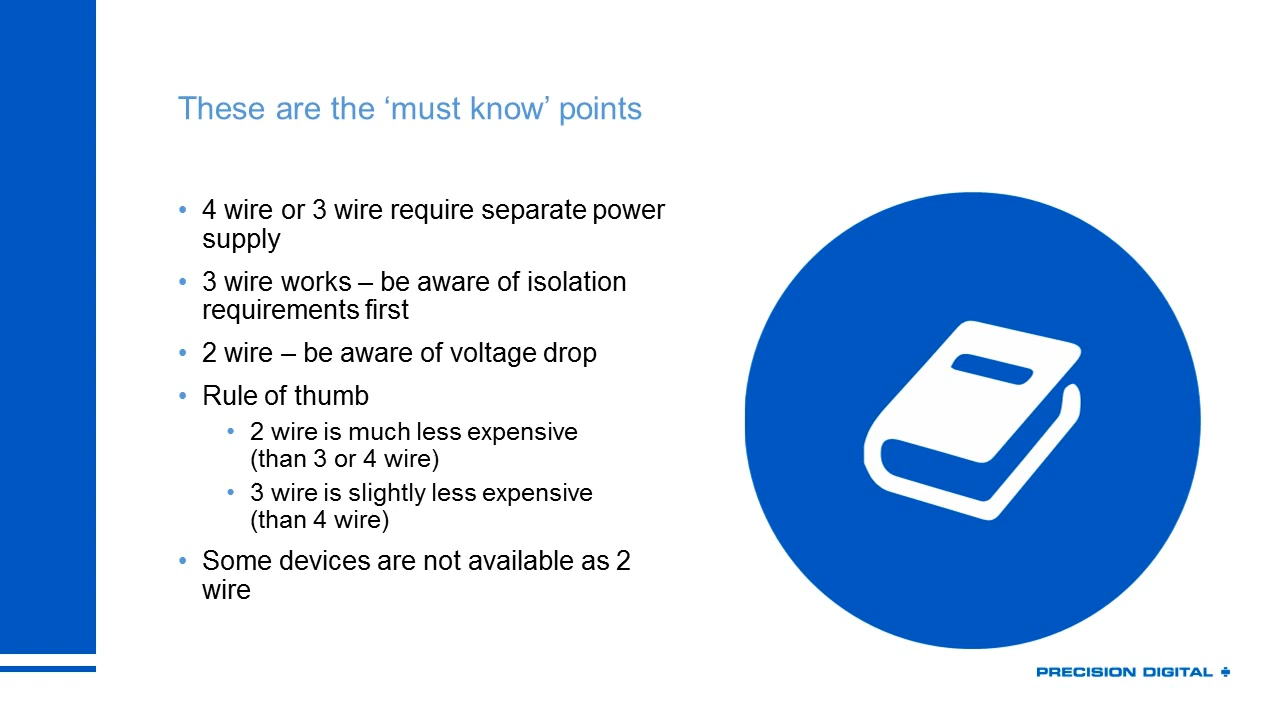 These are the ‘must know’ points
• 4 wire or 3 wire require separate power
supply
• 3 wire works – be aware of isolation
requirements first
• 2 wire – be aware of voltage drop
• Rule of thumb
• 2 wire is much less expensive
(than 3 or 4 wire)
• 3 wire is slightly less expensive
(than 4 wire)
• Some devices are not available as 2
wire
PRECISION DIGITAL